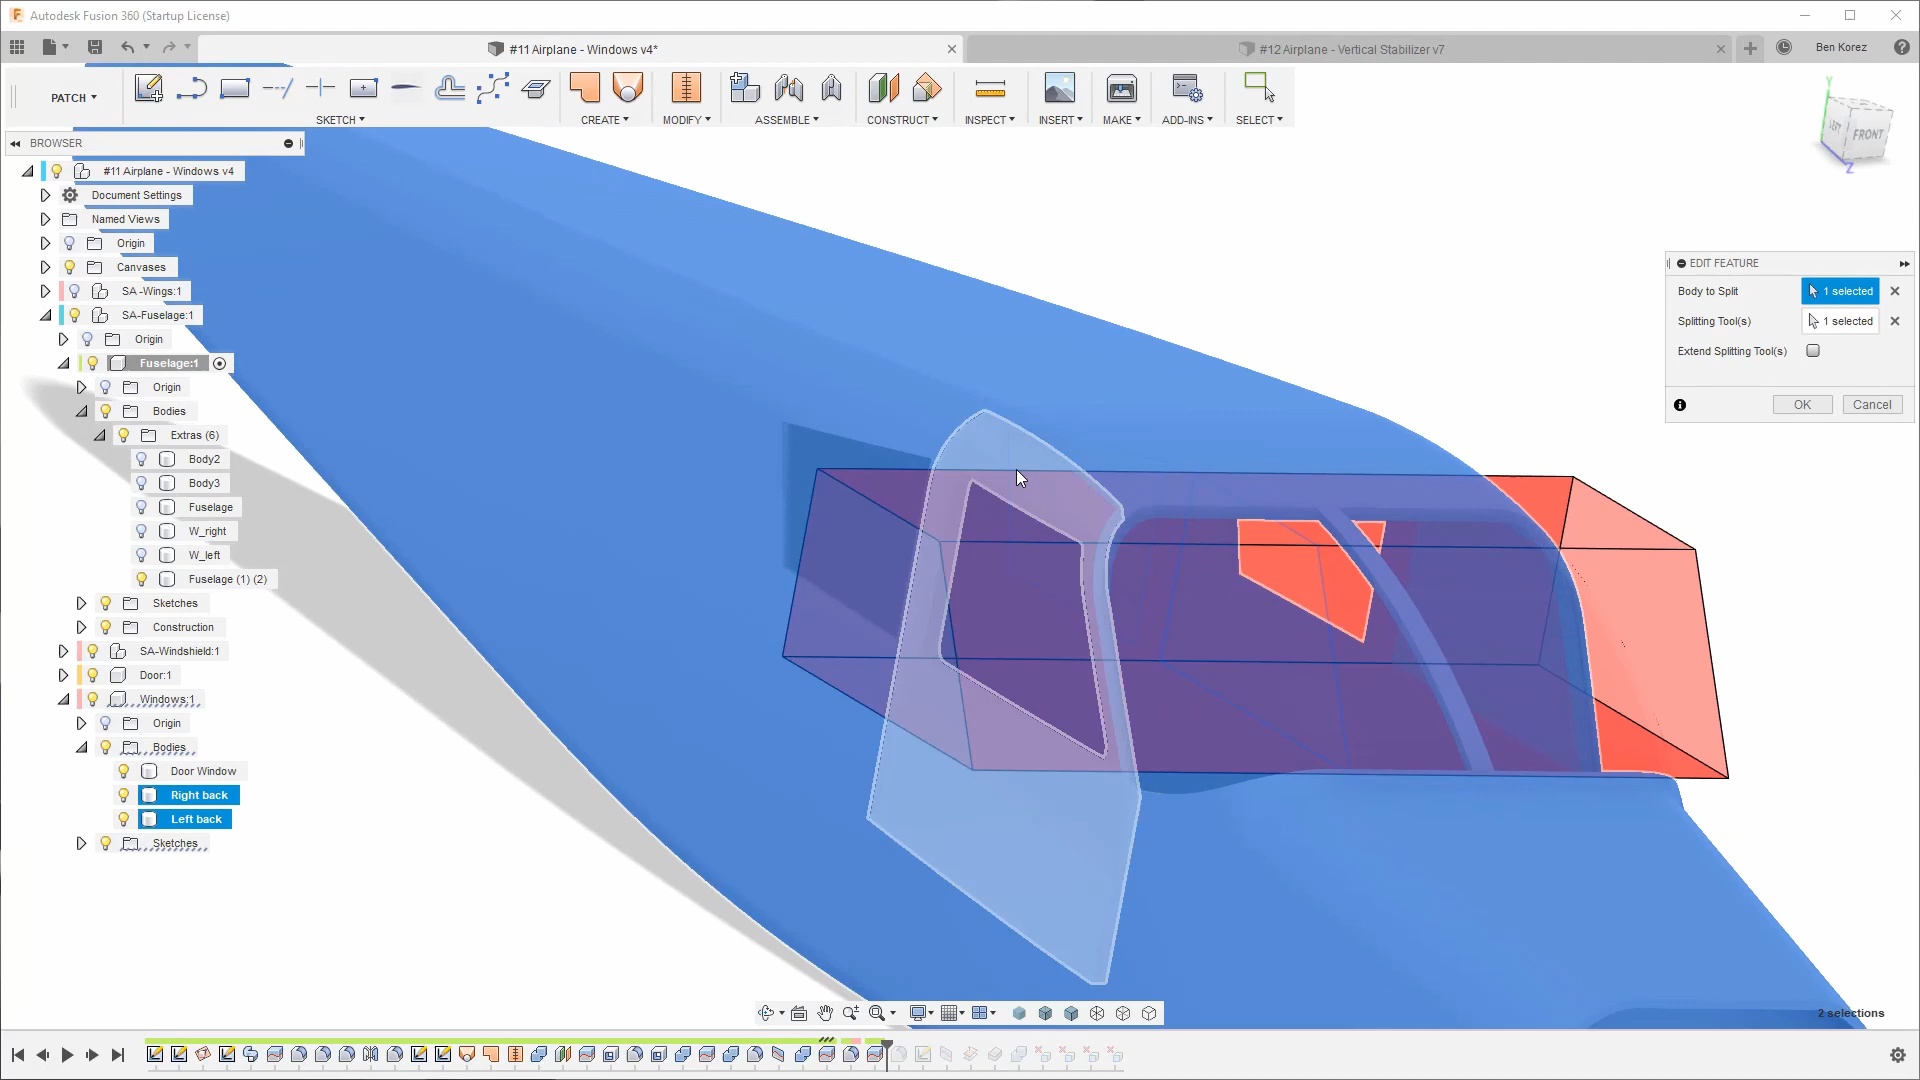 Autodesk Fusion 360 (Startup License)
#11 Airplane - Windows v4*
#12 Airplane - Vertical Stabilizer v7
Ben Korez
PATCH
SKETCH
CREATE
MODIFY
ASSEMBLE
CONSTRUCT
INSPECT
INSERT
MAKE
ADD-INS
SELECT
Y
LEFT
FRONT
Z
BROWSER
#11 Airplane - Windows v4
Document Settings
Named Views
Origin
Canvases
SA -Wings:1
SA-Fuselage:1
Origin
Fuselage:1
Origin
Bodies
Extras (6)
Body2
Body3
Fuselage
W_right
W_left
Fuselage (1) (2)
Sketches
Construction
SA-Windshield:1
Door:1
Windows:1
Origin
Bodies
Door Window
Right back
Left back
Sketches
EDIT FEATURE
Body to Split 1 selected
Splitting Tool(s) 1 selected
Extend Splitting Tool(s)
OK Cancel
2 selections